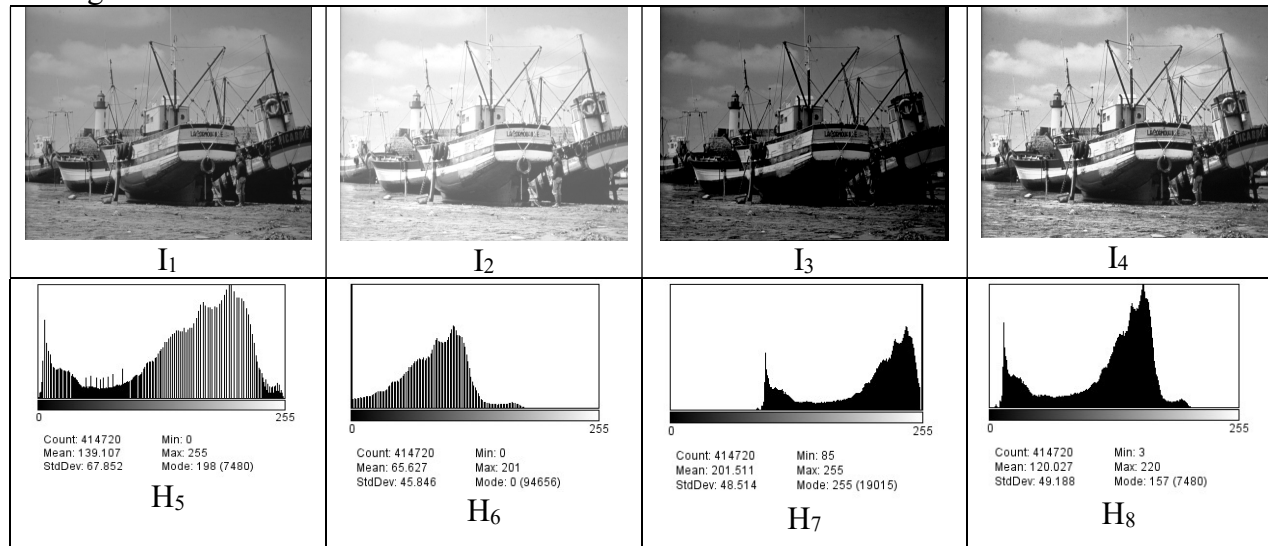 I1
I2
I3
I4
0 255
Count: 414720 Min: 0
Mean: 139.107 Max: 255
StdDev: 67.852 Mode: 198 (7480)
H5
0 255
Count: 414720 Min: 0
Mean: 65.627 Max: 201
StdDev: 45.846 Mode: 0 (94656)
H6
0 255
Count: 414720 Min: 85
Mean: 201.511 Max: 255
StdDev: 48.514 Mode: 255 (19015)
H7
0 255
Count: 414720 Min: 3
Mean: 120.027 Max: 220
StdDev: 49.188 Mode: 157 (7480)
H8